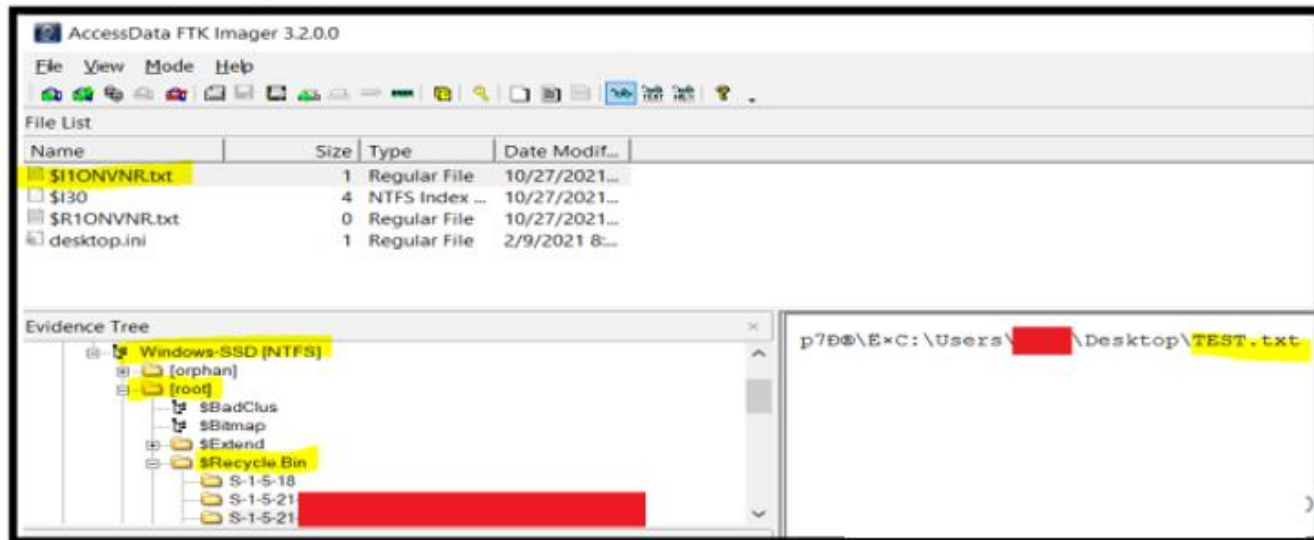 AccessData FTK Imager 3.2.0.0
File View Mode Help
File List
Name Size Type Date Modif...
$I1ONVNR.txt 1 Regular File 10/27/2021...
$I30 4 NTFS Index ... 10/27/2021...
$R1ONVNR.txt 0 Regular File 10/27/2021...
desktop.ini 1 Regular File 2/9/2021 8:...
Evidence Tree
Windows-SSD [NTFS]
[orphan]
[root]
$BadClus
$Bitmap
$Extend
$Recycle.Bin
S-1-5-18
S-1-5-21-
S-1-5-21-
p7Ð®\Ë×C:\Users\ \Desktop\TEST.txt